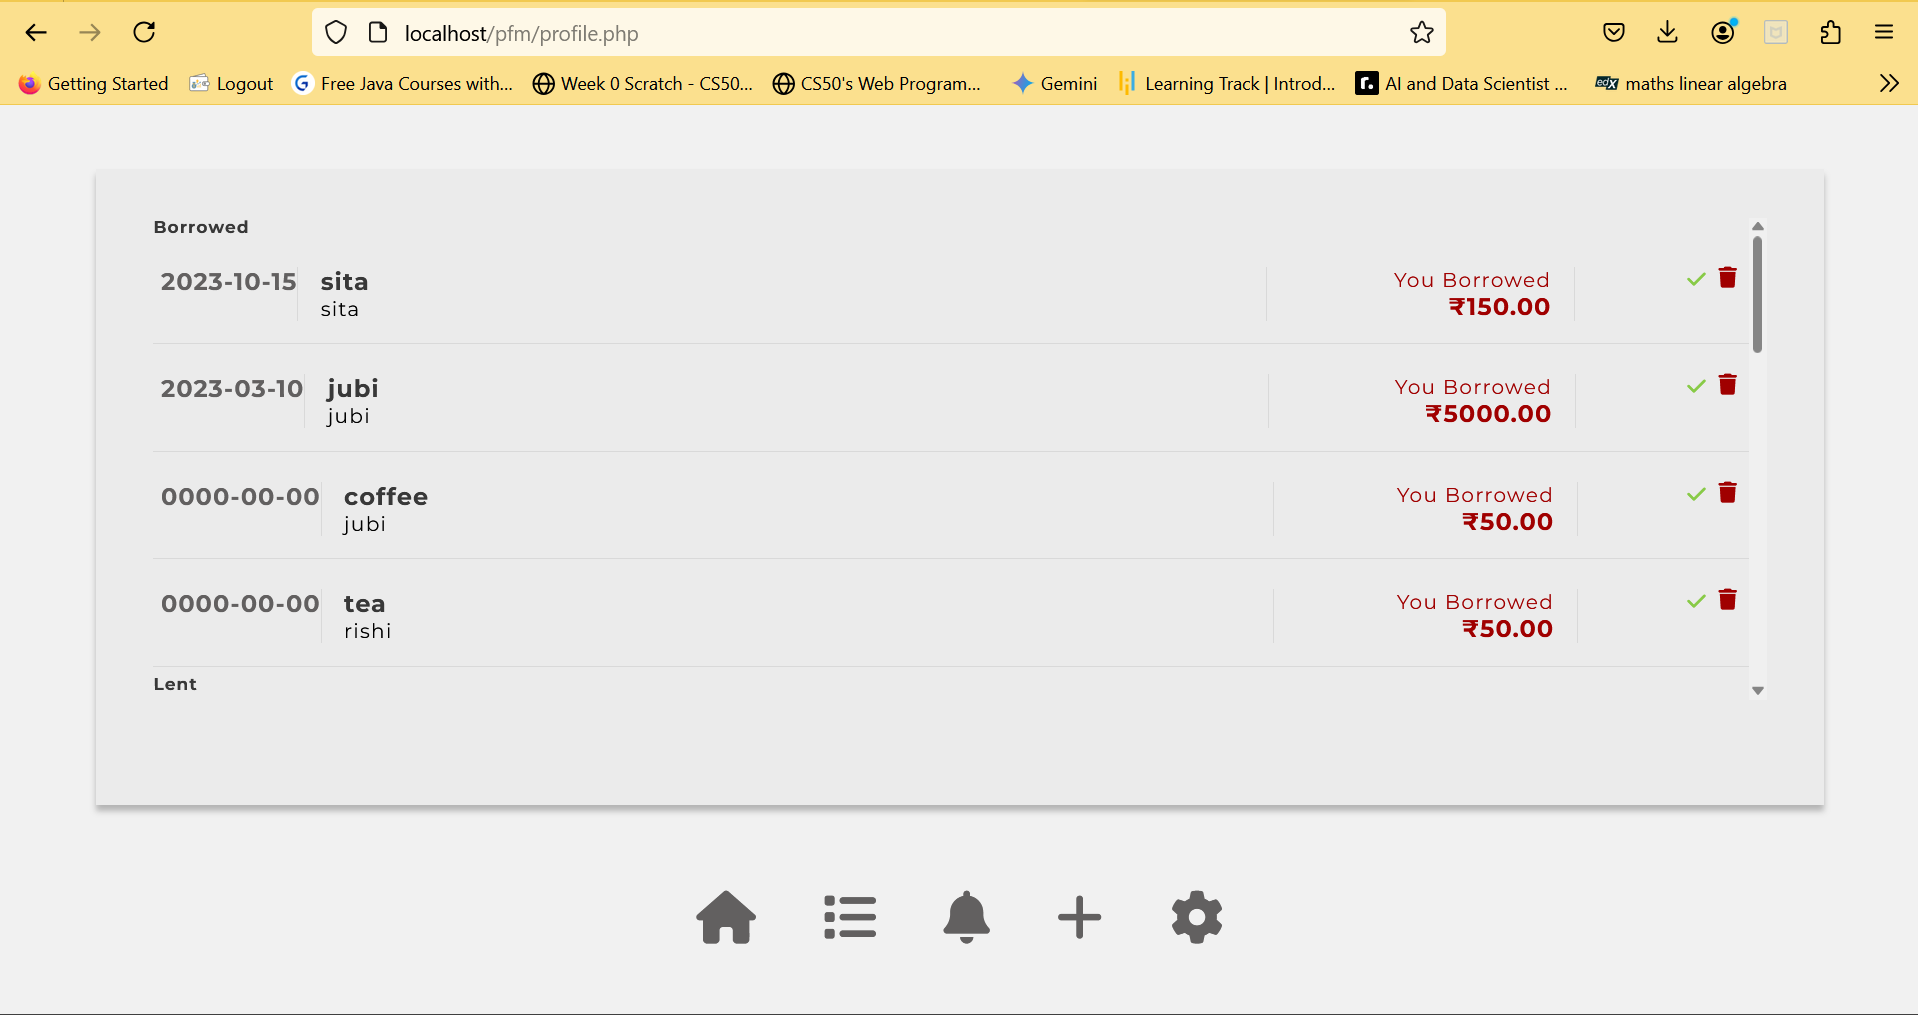 localhost/pfm/profile.php
Getting Started Logout Free Java Courses with... Week 0 Scratch - CS50... CS50's Web Program... Gemini Learning Track | Introd... AI and Data Scientist ... edX maths linear algebra
Borrowed
2023-10-15 sita You Borrowed
sita ₹150.00
2023-03-10 jubi You Borrowed
jubi ₹5000.00
0000-00-00 coffee You Borrowed
jubi ₹50.00
0000-00-00 tea You Borrowed
rishi ₹50.00
Lent